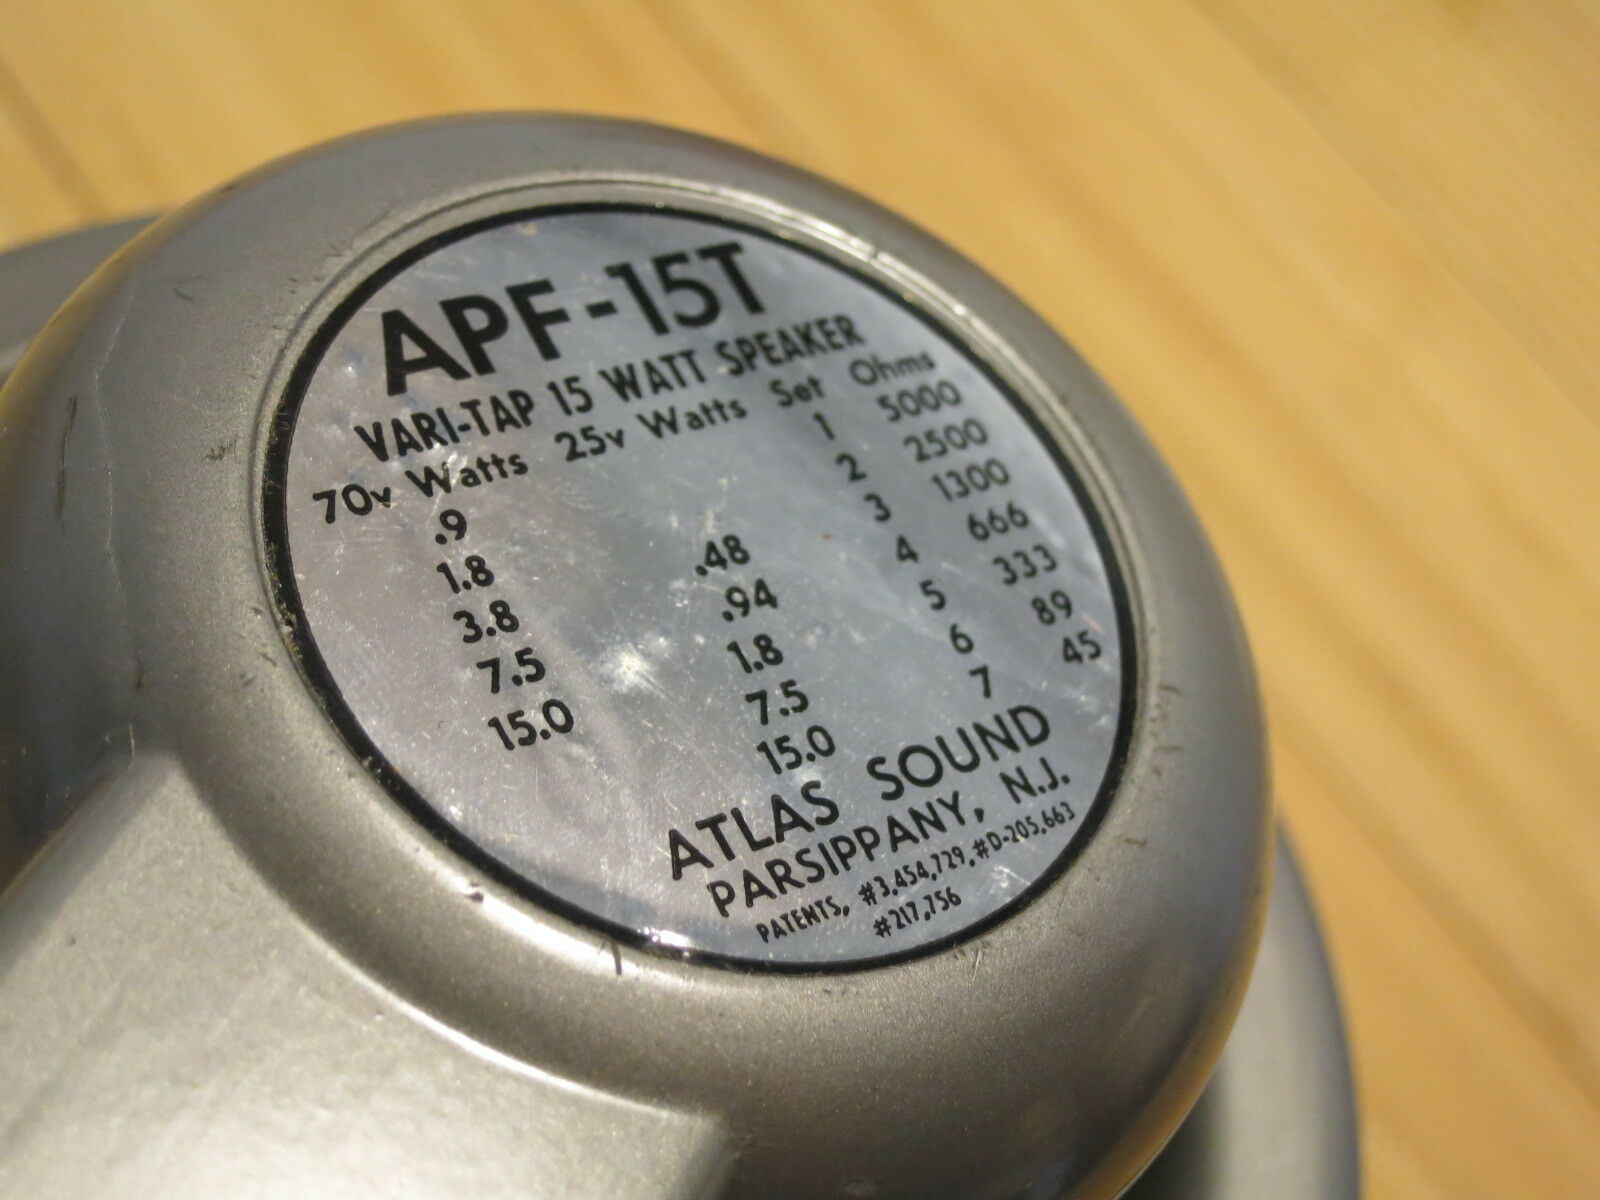 APF-15T
VARI-TAP 15 WATT SPEAKER
70v Watts 25v Watts Set Ohms
.9 1 5000
1.8 2 2500
3.8 .48 3 1300
7.5 .94 4 666
15.0 1.8 5 333
7.5 6 89
15.0 7 45
ATLAS SOUND
PARSIPPANY, N.J.
PATENTS, #3,454,729, #D-205,663
#217,756